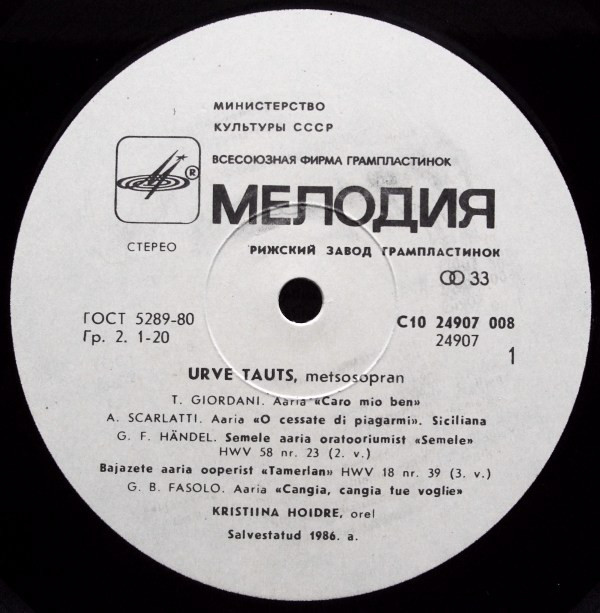 МИНИСТЕРСТВО
КУЛЬТУРЫ СССР
ВСЕСОЮЗНАЯ ФИРМА ГРАМПЛАСТИНОК
®
МЕЛОДИЯ
СТЕРЕО
РИЖСКИЙ ЗАВОД ГРАМПЛАСТИНОК
33
ГОСТ 5289-80
Гр. 2. 1-20
С10 24907 008
24907
1
URVE TAUTS, metsosopran
T. GIORDANI. Aaria «Caro mio ben»
A. SCARLATTI. Aaria «O cessate di piagarmi». Siciliana
G. F. HÄNDEL. Semele aaria oratooriumist «Semele»
HWV 58 nr. 23 (2. v.)
Bajazete aaria ooperist «Tamerlan» HWV 18 nr. 39 (3. v.)
G. B. FASOLO. Aaria «Cangia, cangia tue voglie»
KRISTIINA HOIDRE, orel
Salvestatud 1986. a.